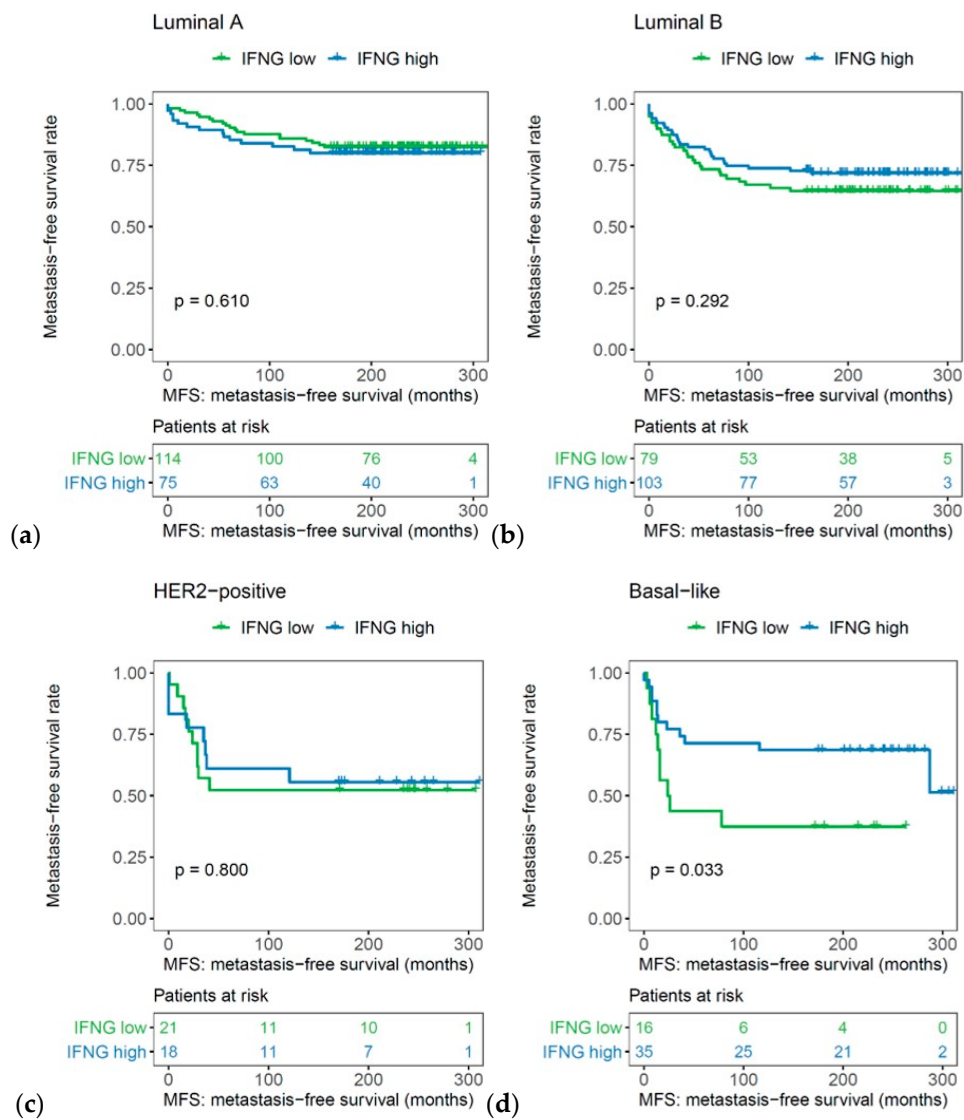 Luminal A
IFNG low IFNG high
Metastasis-free survival rate
1.00
0.75
0.50
0.25
0.00
p = 0.610
0 100 200 300
MFS: metastasis-free survival (months)
Patients at risk
IFNG low 114 100 76 4
IFNG high 75 63 40 1
0 100 200 300
MFS: metastasis-free survival (months)
(a)
Luminal B
IFNG low IFNG high
Metastasis-free survival rate
1.00
0.75
0.50
0.25
0.00
p = 0.292
0 100 200 300
MFS: metastasis-free survival (months)
Patients at risk
IFNG low 79 53 38 5
IFNG high 103 77 57 3
0 100 200 300
MFS: metastasis-free survival (months)
(b)
HER2-positive
IFNG low IFNG high
Metastasis-free survival rate
1.00
0.75
0.50
0.25
0.00
p = 0.800
0 100 200 300
MFS: metastasis-free survival (months)
Patients at risk
IFNG low 21 11 10 1
IFNG high 18 11 7 1
0 100 200 300
MFS: metastasis-free survival (months)
(c)
Basal-like
IFNG low IFNG high
Metastasis-free survival rate
1.00
0.75
0.50
0.25
0.00
p = 0.033
0 100 200 300
MFS: metastasis-free survival (months)
Patients at risk
IFNG low 16 6 4 0
IFNG high 35 25 21 2
0 100 200 300
MFS: metastasis-free survival (months)
(d)